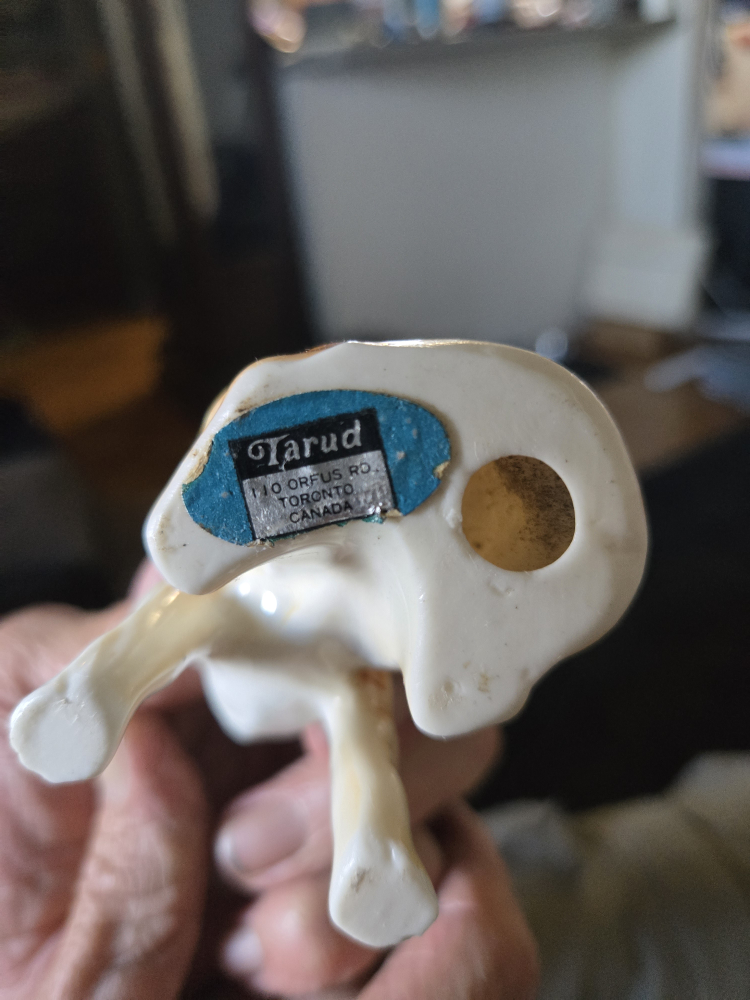 Tarud
110 ORFUS RD.
TORONTO
CANADA